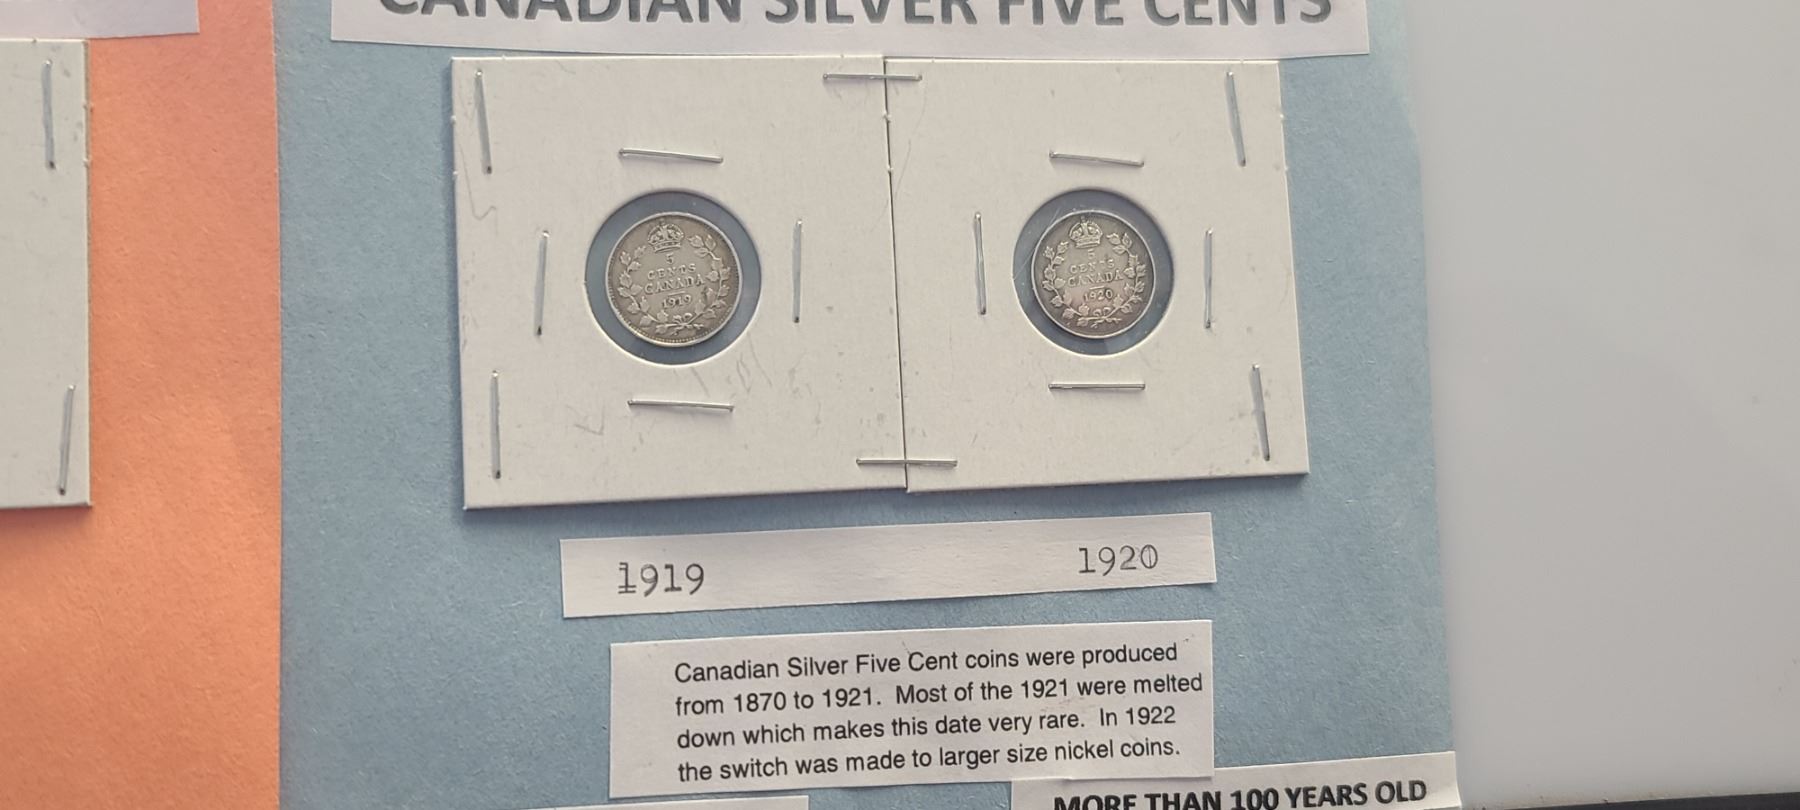 CANADIAN SILVER FIVE CENTS
5
CENTS
CANADA
1919
5
CENTS
CANADA
1920
1919 1920
Canadian Silver Five Cent coins were produced
from 1870 to 1921. Most of the 1921 were melted
down which makes this date very rare. In 1922
the switch was made to larger size nickel coins.
MORE THAN 100 YEARS OLD